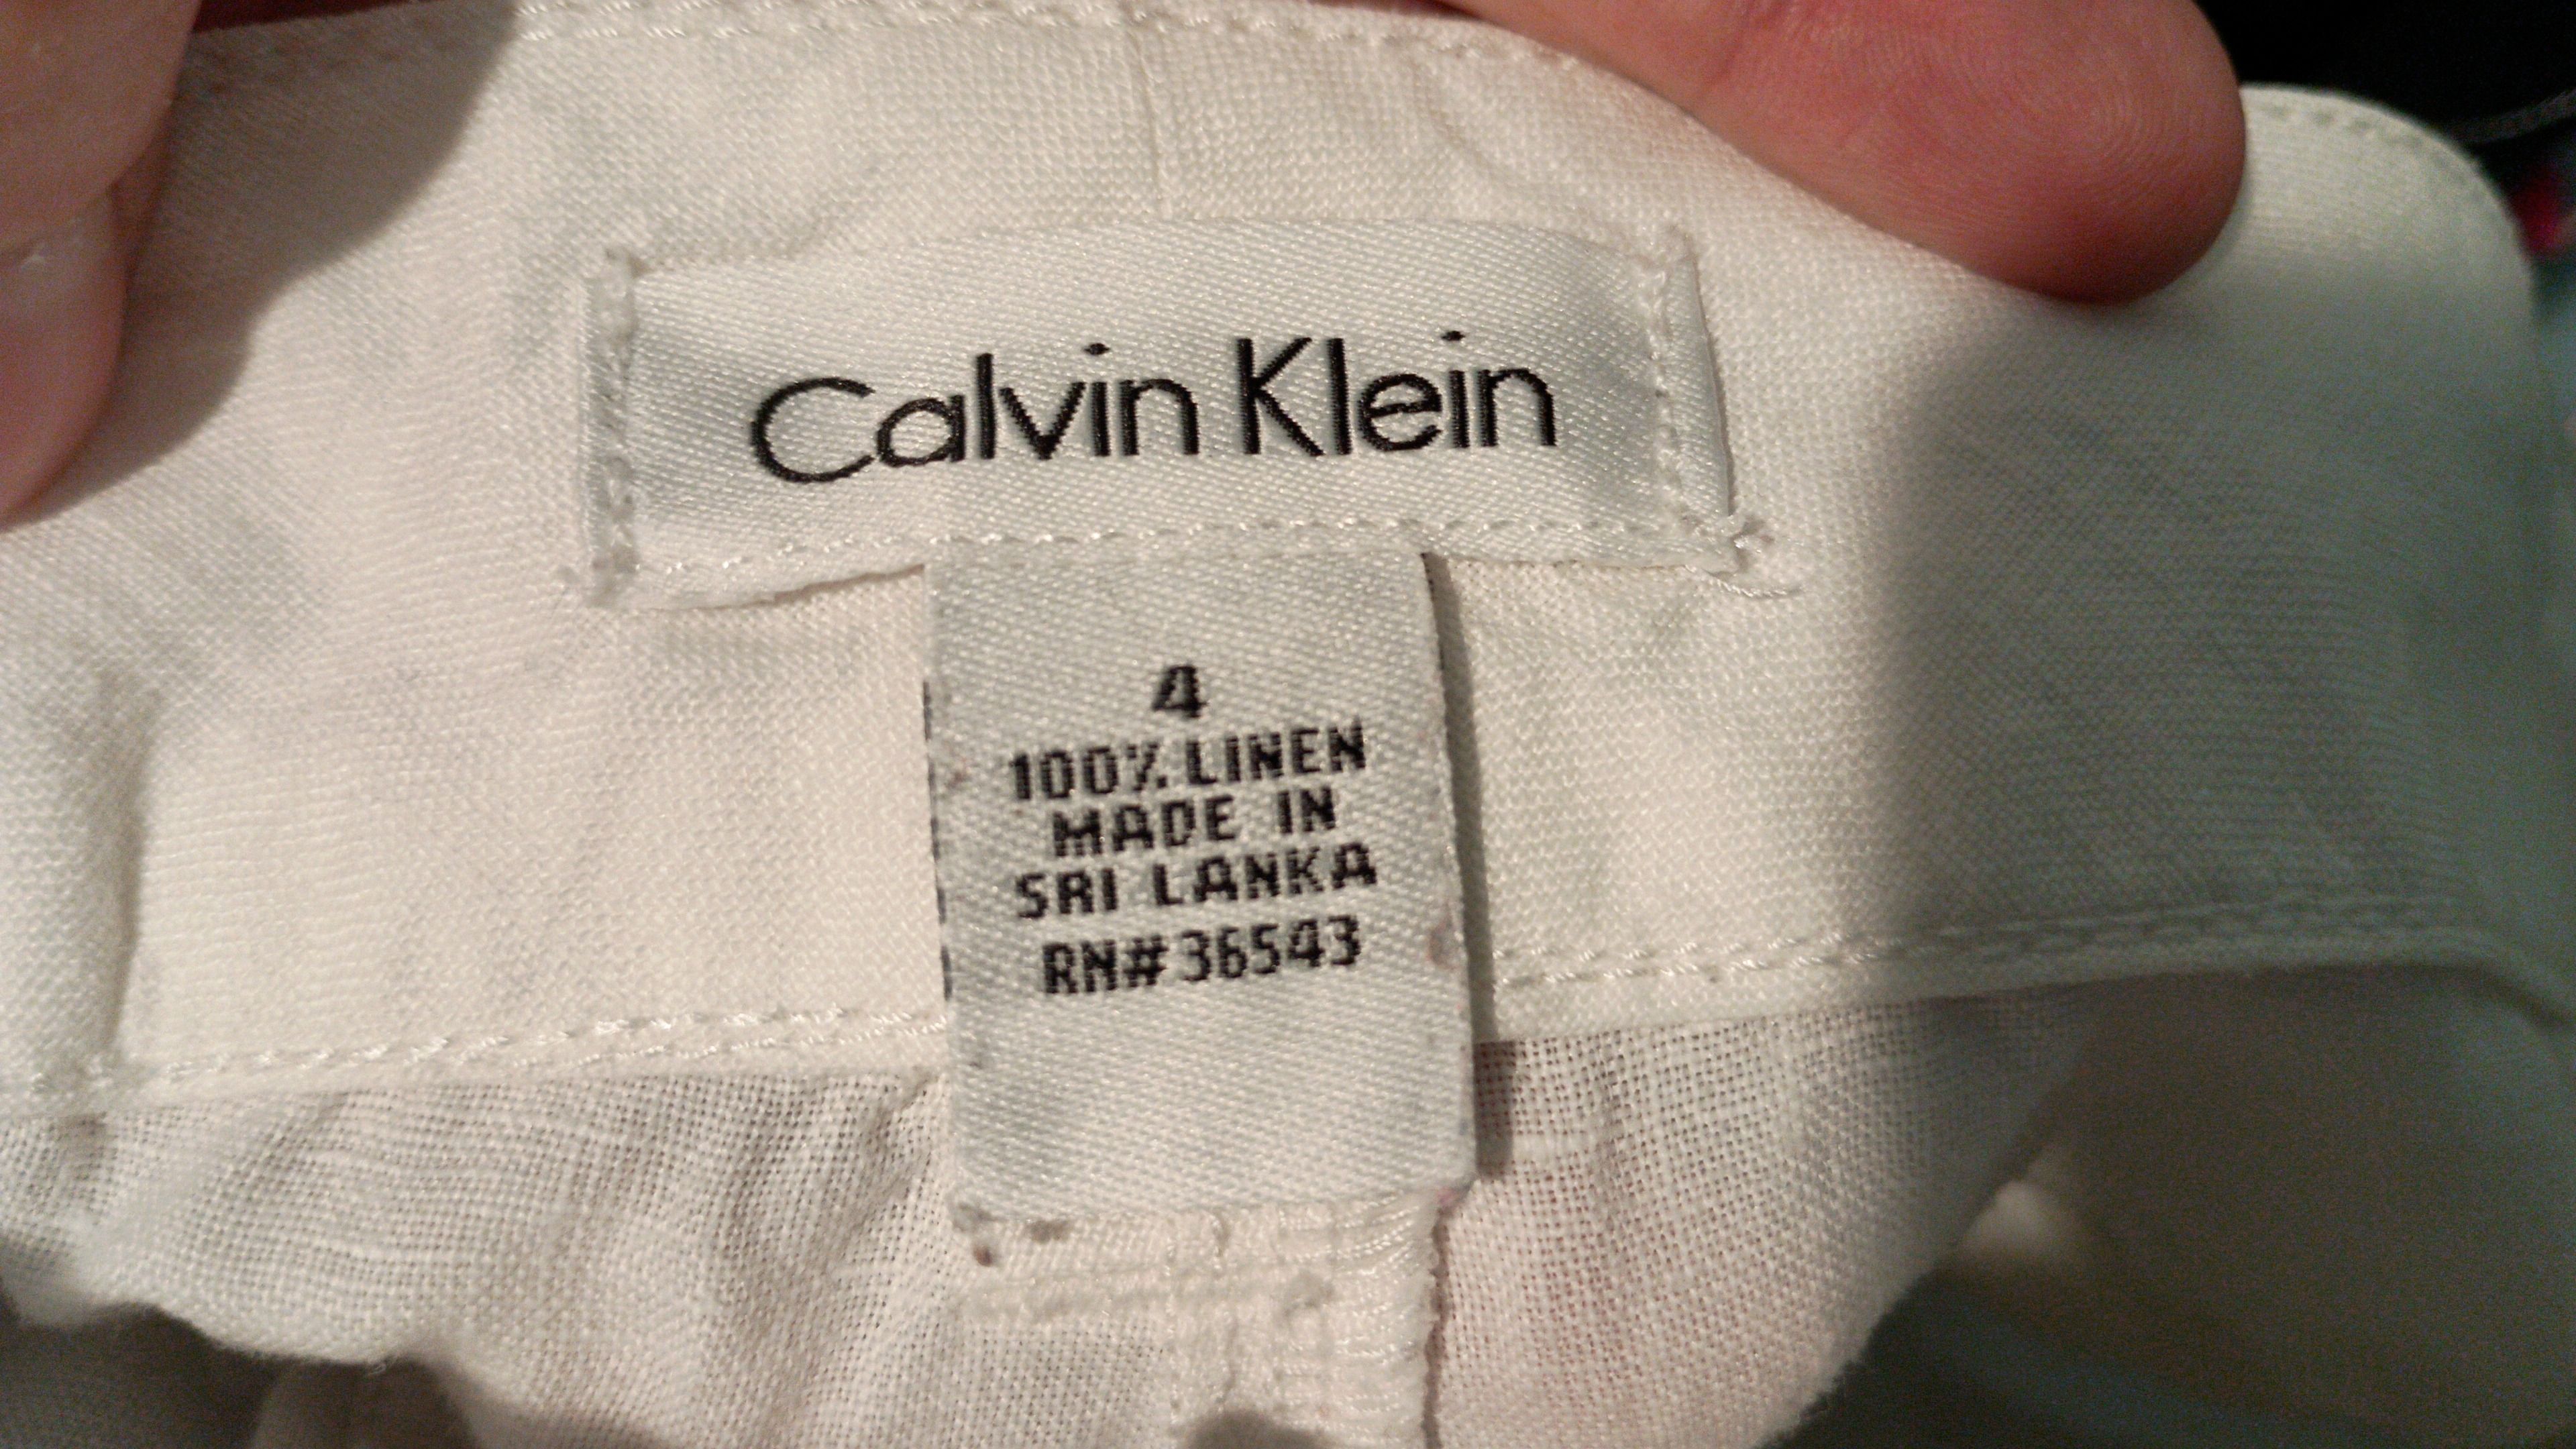 Calvin Klein
4
100% LINEN
MADE IN
SRI LANKA
RN# 36543